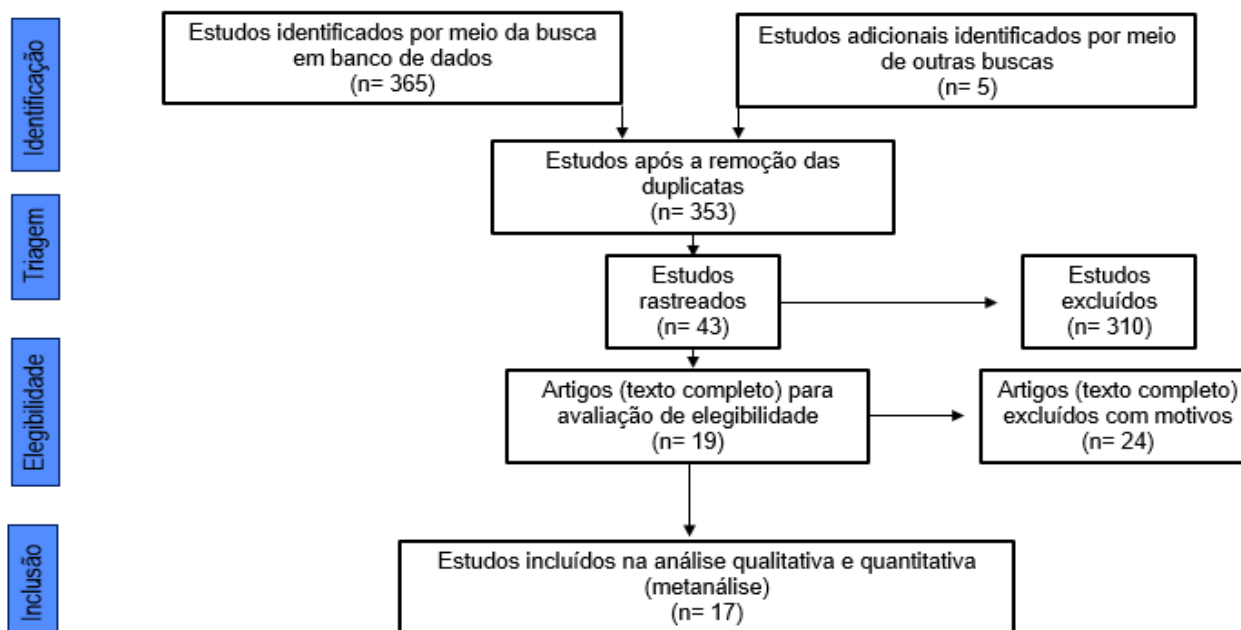 Identificação
Estudos identificados por meio da busca
em banco de dados
(n= 365)
Estudos adicionais identificados por meio
de outras buscas
(n= 5)
Estudos após a remoção das
duplicatas
(n= 353)
Triagem
Estudos
rastreados
(n= 43)
Estudos
excluídos
(n= 310)
Elegibilidade
Artigos (texto completo) para
avaliação de elegibilidade
(n= 19)
Artigos (texto completo)
excluídos com motivos
(n= 24)
Inclusão
Estudos incluídos na análise qualitativa e quantitativa
(metanálise)
(n= 17)